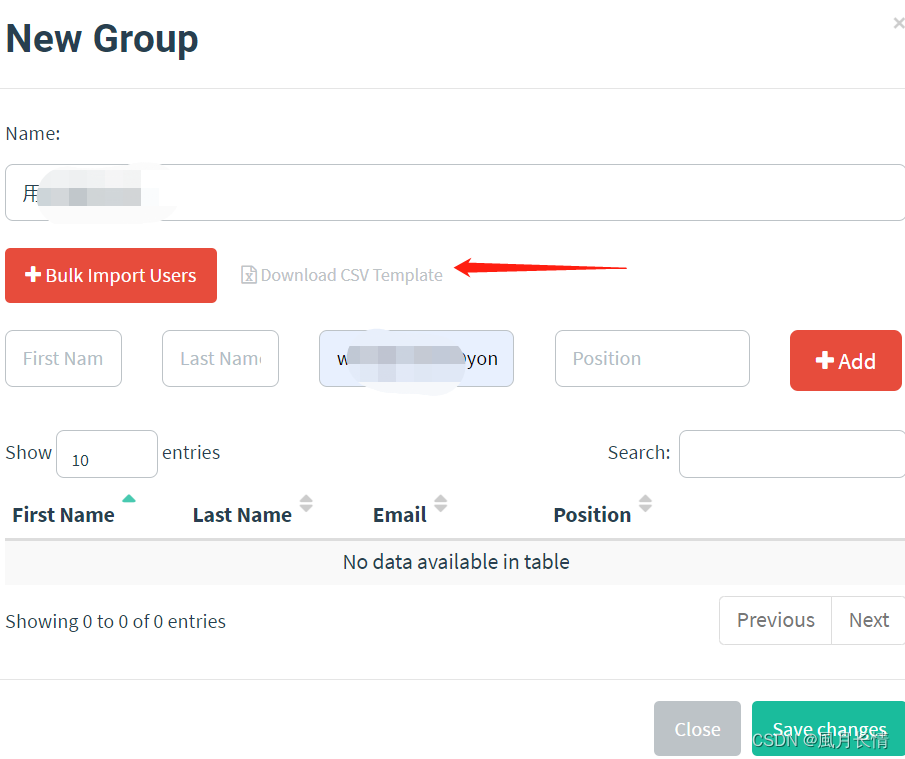 New Group
×
Name:
用
Bulk Import Users Download CSV Template
First Nam Last Name yon Position Add
Show 10 entries Search:
First Name Last Name Email Position
No data available in table
Showing 0 to 0 of 0 entries Previous Next
Close Save changes
CSDN @風月长情